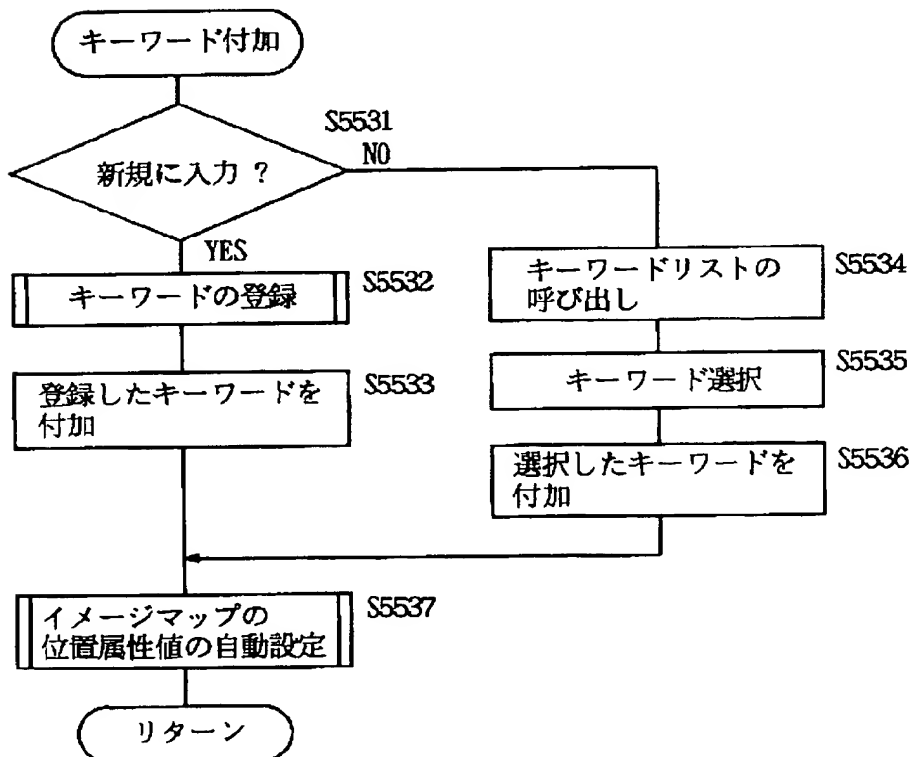 キーワード付加
S5531
新規に入力 ?
NO
YES
キーワードの登録
S5532
登録したキーワードを
付加
S5533
キーワードリストの
呼び出し
S5534
キーワード選択
S5535
選択したキーワードを
付加
S5536
イメージマップの
位置属性値の自動設定
S5537
リターン